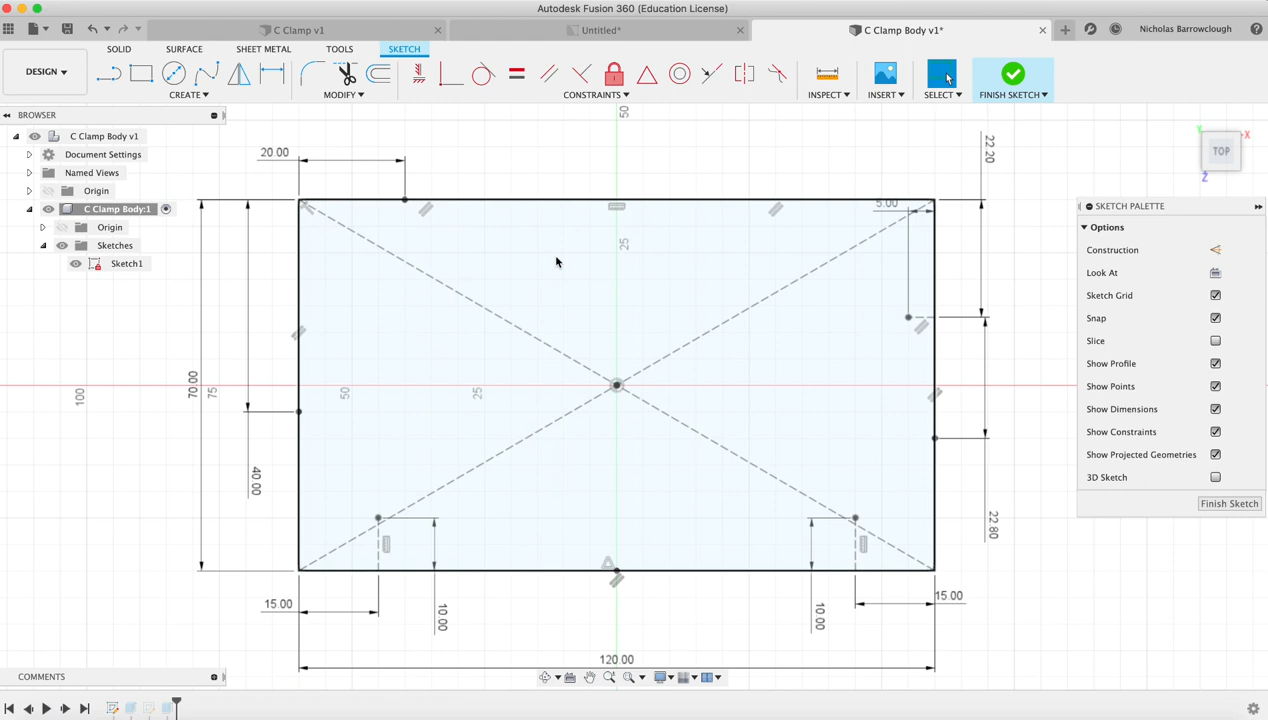 Autodesk Fusion 360 (Education License)
C Clamp v1
Untitled*
C Clamp Body v1*
Nicholas Barrowclough
SOLID SURFACE SHEET METAL TOOLS SKETCH
DESIGN
CREATE MODIFY CONSTRAINTS INSPECT INSERT SELECT FINISH SKETCH
BROWSER
C Clamp Body v1
Document Settings
Named Views
Origin
C Clamp Body:1
Origin
Sketches
Sketch1
50
20.00
22.20
5.00
25
70.00
75
100
50
25
40.00
22.80
15.00
10.00
10.00
15.00
120.00
TOP
X
Y
Z
SKETCH PALETTE
Options
Construction
Look At
Sketch Grid
Snap
Slice
Show Profile
Show Points
Show Dimensions
Show Constraints
Show Projected Geometries
3D Sketch
Finish Sketch
COMMENTS